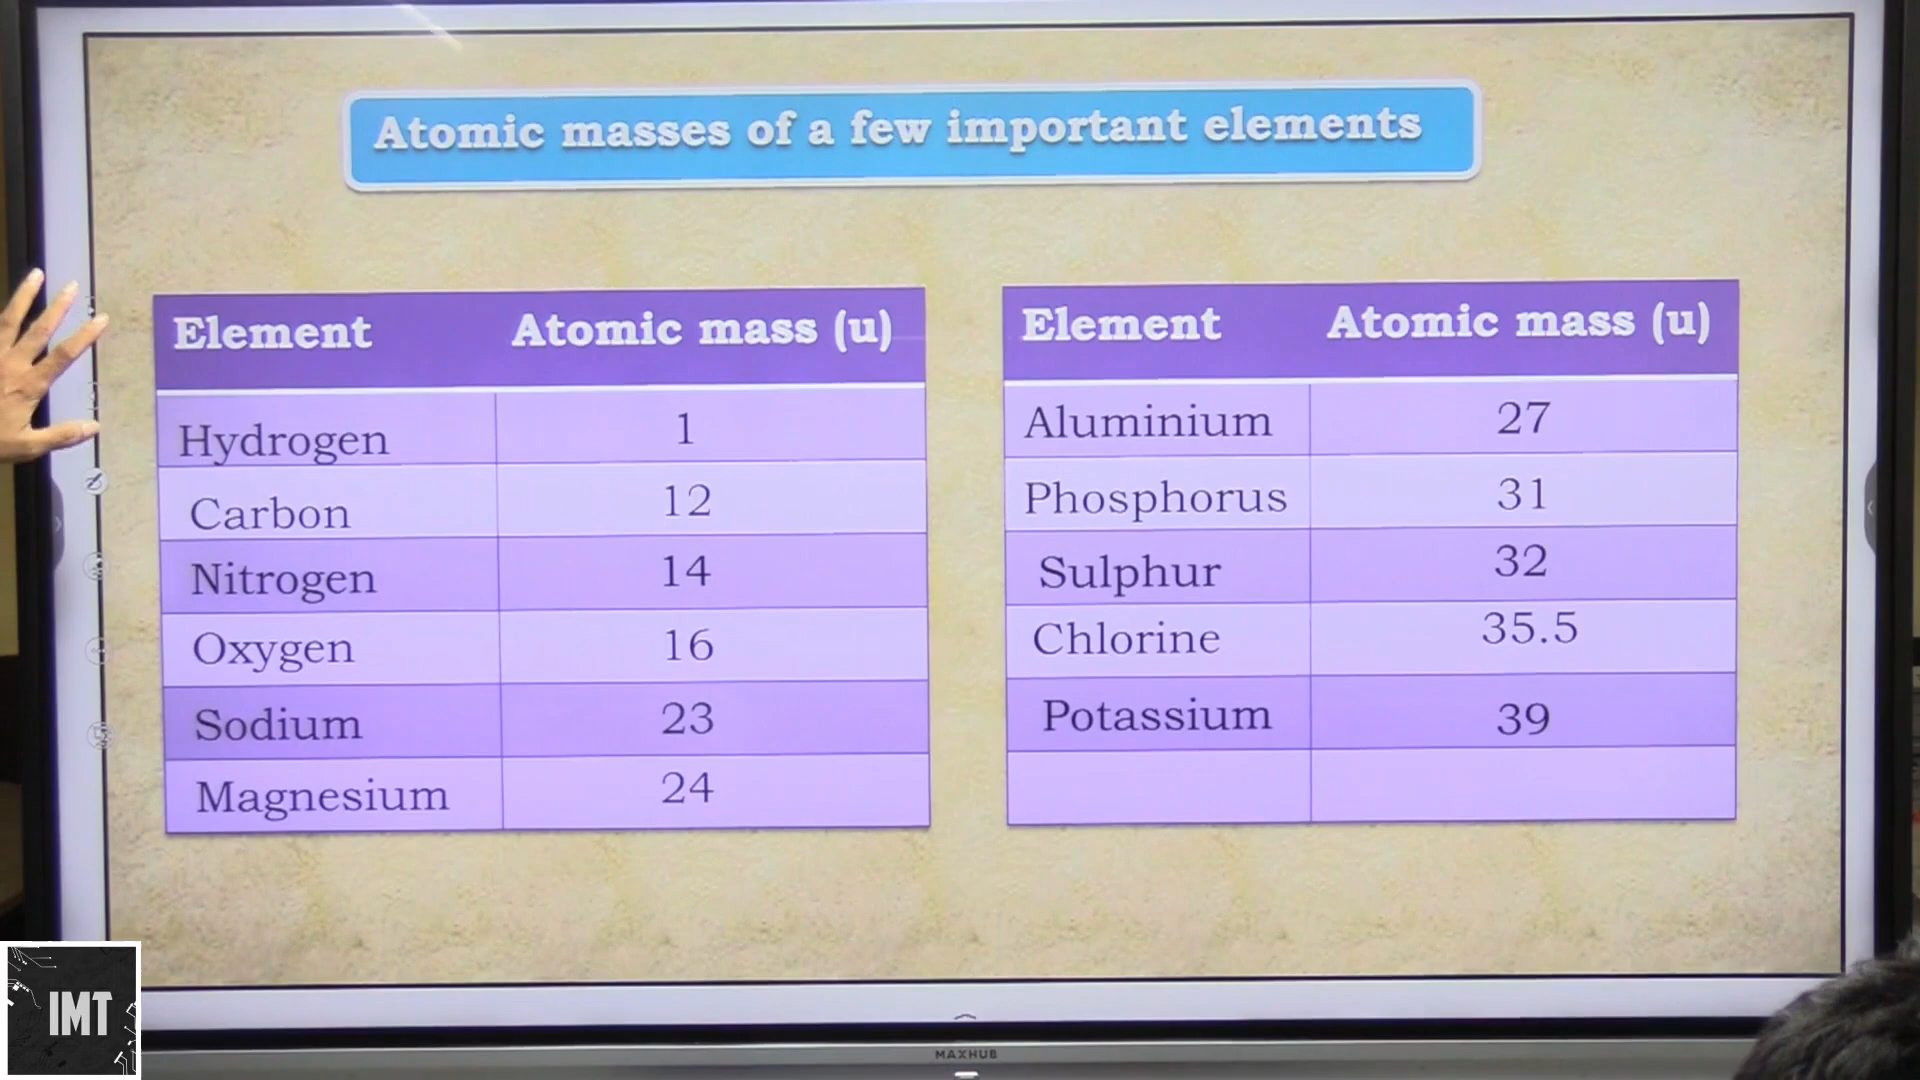 Atomic masses of a few important elements
Element Atomic mass (u)
Hydrogen 1
Carbon 12
Nitrogen 14
Oxygen 16
Sodium 23
Magnesium 24
Element Atomic mass (u)
Aluminium 27
Phosphorus 31
Sulphur 32
Chlorine 35.5
Potassium 39
IMT
MAXHUB